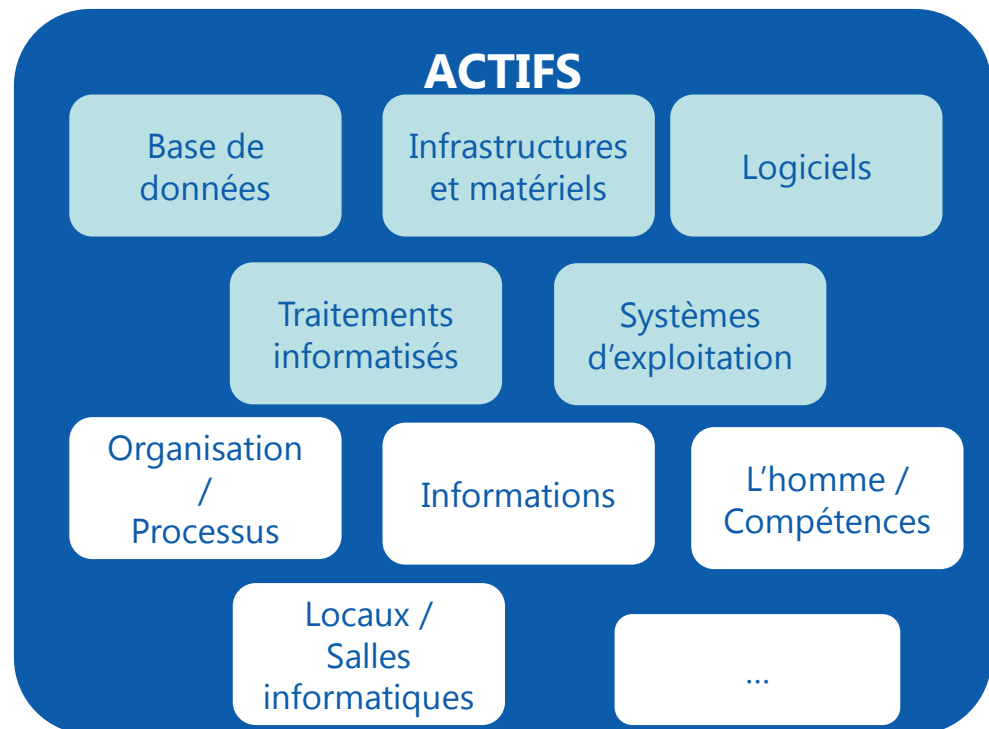 ACTIFS
Base de
données
Infrastructures
et matériels
Logiciels
Traitements
informatisés
Systèmes
d’exploitation
Organisation
/
Processus
Informations
L’homme /
Compétences
Locaux /
Salles
informatiques
...